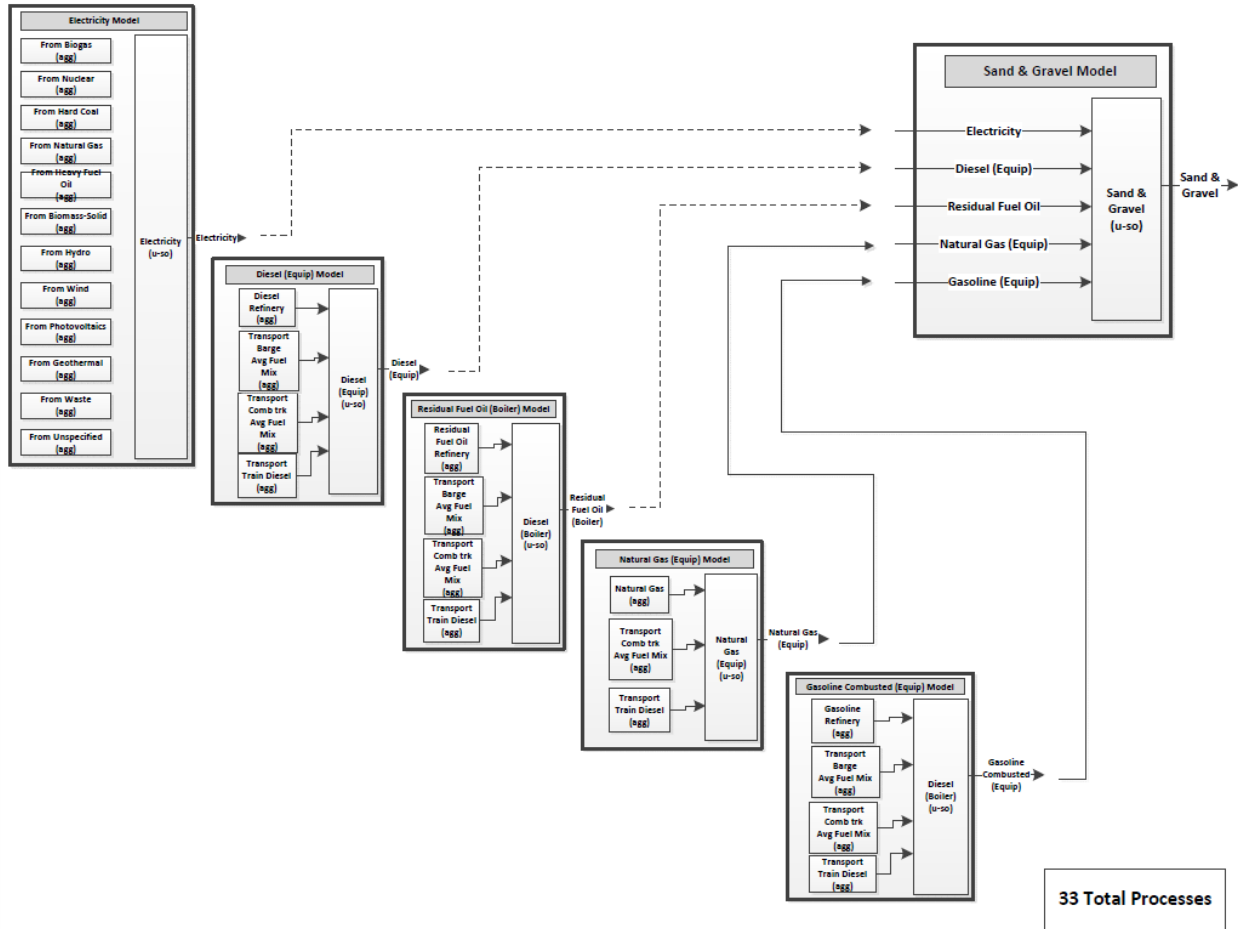 Electricity Model
From Biogas
(agg)
From Nuclear
(agg)
From Hard Coal
(agg)
From Natural Gas
(agg)
From Heavy Fuel
Oil
(agg)
From Biomass-Solid
(agg)
From Hydro
(agg)
From Wind
(agg)
From Photovoltaics
(agg)
From Geothermal
(agg)
From Waste
(agg)
From Unspecified
(agg)
Electricity
(u-so)
Electricity
Diesel (Equip) Model
Diesel
Refinery
(agg)
Transport
Barge
Avg Fuel
Mix
(agg)
Transport
Comb trk
Avg Fuel
Mix
(agg)
Transport
Train Diesel
(agg)
Diesel
(Equip)
(u-so)
Diesel
(Equip)
Residual Fuel Oil (Boiler) Model
Residual
Fuel Oil
Refinery
(agg)
Transport
Barge
Avg Fuel
Mix
(agg)
Transport
Comb trk
Avg Fuel
Mix
(agg)
Transport
Train Diesel
(agg)
Diesel
(Boiler)
(u-so)
Residual
Fuel Oil
(Boiler)
Natural Gas (Equip) Model
Natural Gas
(agg)
Transport
Comb trk
Avg Fuel Mix
(agg)
Transport
Train Diesel
(agg)
Natural
Gas
(Equip)
(u-so)
Natural Gas
(Equip)
Gasoline Combusted (Equip) Model
Gasoline
Refinery
(agg)
Transport
Barge
Avg Fuel Mix
(agg)
Transport
Comb trk
Avg Fuel Mix
(agg)
Transport
Train Diesel
(agg)
Diesel
(Boiler)
(u-so)
Gasoline
Combusted
(Equip)
Sand & Gravel Model
Electricity
Diesel (Equip)
Residual Fuel Oil
Natural Gas (Equip)
Gasoline (Equip)
Sand &
Gravel
(u-so)
Sand &
Gravel
33 Total Processes